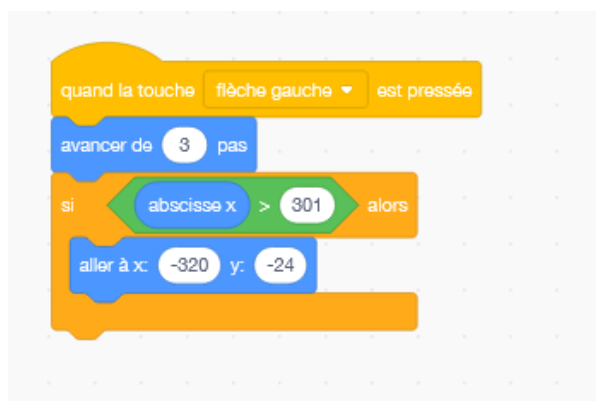 quand la touche flèche gauche est pressée
avancer de 3 pas
si abscisse x > 301 alors
aller à x: -320 y: -24